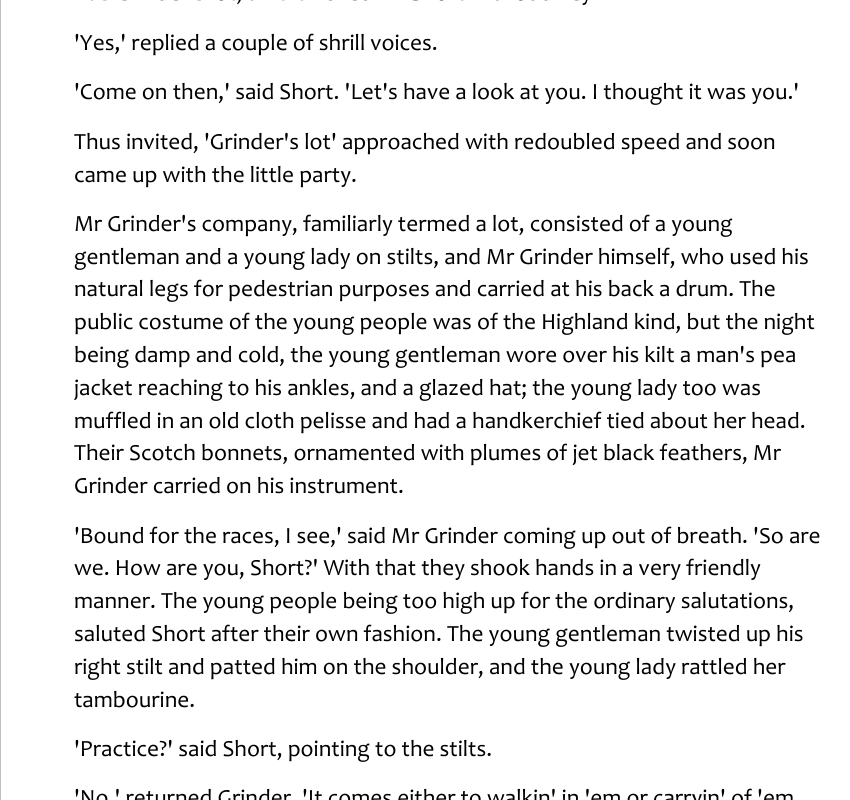 'Yes,' replied a couple of shrill voices.
'Come on then,' said Short. 'Let's have a look at you. I thought it was you.'
Thus invited, 'Grinder's lot' approached with redoubled speed and soon
came up with the little party.
Mr Grinder's company, familiarly termed a lot, consisted of a young
gentleman and a young lady on stilts, and Mr Grinder himself, who used his
natural legs for pedestrian purposes and carried at his back a drum. The
public costume of the young people was of the Highland kind, but the night
being damp and cold, the young gentleman wore over his kilt a man's pea
jacket reaching to his ankles, and a glazed hat; the young lady too was
muffled in an old cloth pelisse and had a handkerchief tied about her head.
Their Scotch bonnets, ornamented with plumes of jet black feathers, Mr
Grinder carried on his instrument.
'Bound for the races, I see,' said Mr Grinder coming up out of breath. 'So are
we. How are you, Short?' With that they shook hands in a very friendly
manner. The young people being too high up for the ordinary salutations,
saluted Short after their own fashion. The young gentleman twisted up his
right stilt and patted him on the shoulder, and the young lady rattled her
tambourine.
'Practice?' said Short, pointing to the stilts.
'No,' returned Grinder. 'It comes either to walkin' in 'em or carryin' of 'em